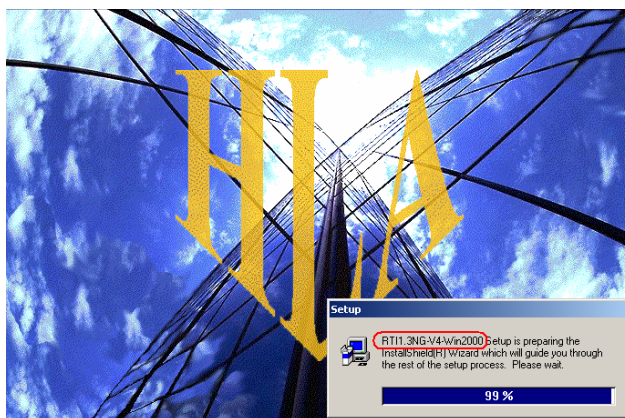 HLA
Setup
RTI1.3NG-V4-Win2000 Setup is preparing the
InstallShield(R) Wizard which will guide you through
the rest of the setup process. Please wait.
99 %